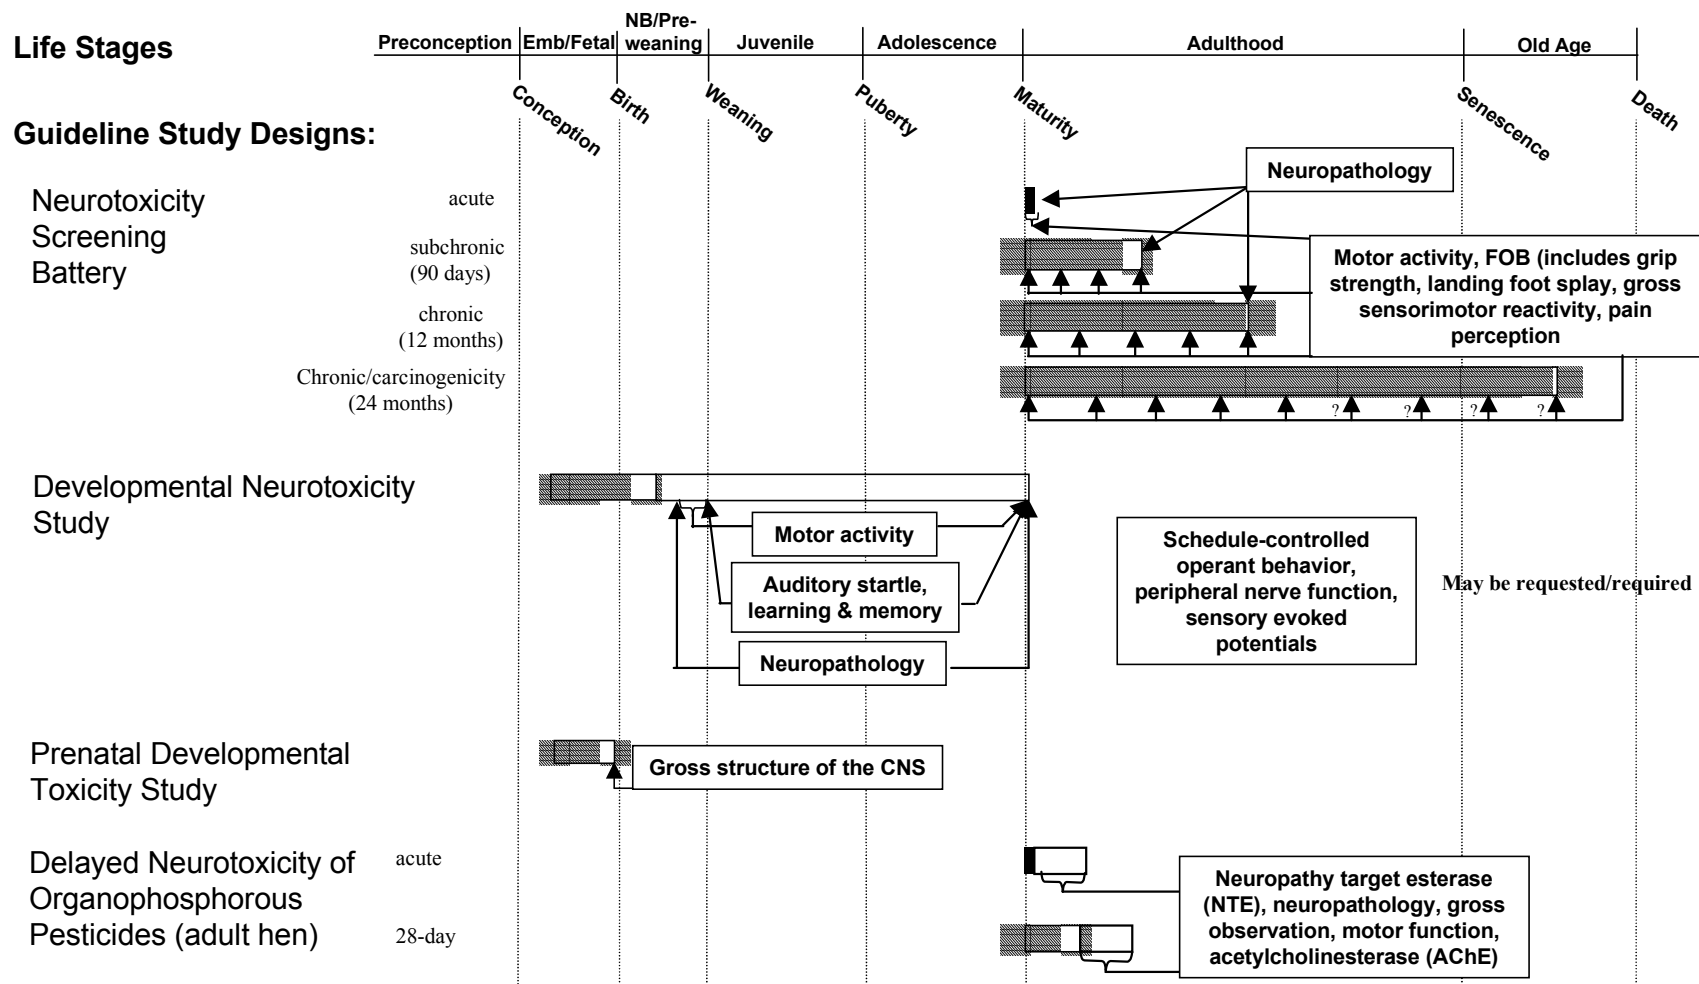 Life Stages
Preconception
Emb/Fetal
NB/Pre-
weaning
Juvenile
Adolescence
Adulthood
Old Age
Conception
Birth
Weaning
Puberty
Maturity
Senescence
Death
Guideline Study Designs:
Neurotoxicity
Screening
Battery
acute
subchronic
(90 days)
chronic
(12 months)
Chronic/carcinogenicity
(24 months)
Neuropathology
Motor activity, FOB (includes grip
strength, landing foot splay, gross
sensorimotor reactivity, pain
perception
? ? ? ?
Developmental Neurotoxicity
Study
Motor activity
Auditory startle,
learning & memory
Neuropathology
Schedule-controlled
operant behavior,
peripheral nerve function,
sensory evoked
potentials
May be requested/required
Prenatal Developmental
Toxicity Study
Gross structure of the CNS
Delayed Neurotoxicity of
Organophosphorous
Pesticides (adult hen)
acute
28-day
Neuropathy target esterase
(NTE), neuropathology, gross
observation, motor function,
acetylcholinesterase (AChE)